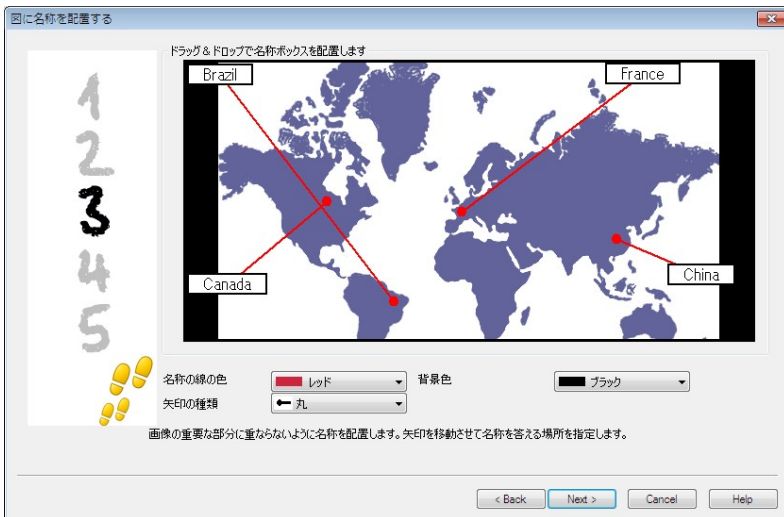 図に名称を配置する
ドラッグ＆ドロップで名称ボックスを配置します
Brazil
France
Canada
China
1
2
3
4
5
名称の線の色
レッド
背景色
ブラック
矢印の種類
丸
画像の重要な部分に重ならないように名称を配置します。矢印を移動させて名称を答える場所を指定します。
< Back
Next >
Cancel
Help